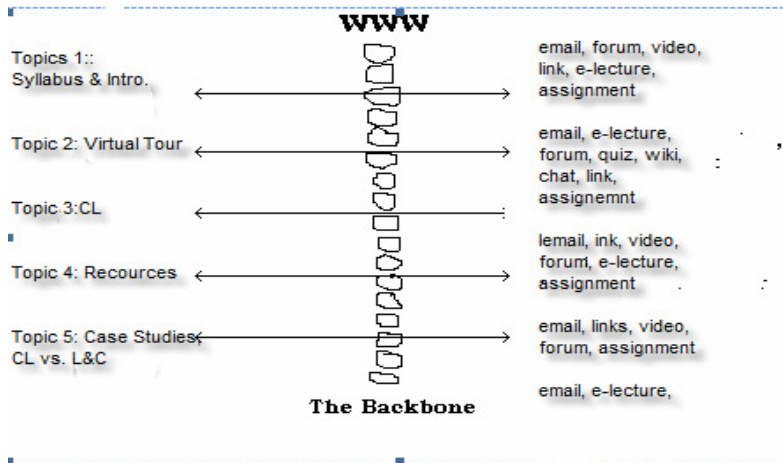 WWW
Topics 1::
Syllabus & Intro.
Topic 2: Virtual Tour
Topic 3:CL
Topic 4: Recources
Topic 5: Case Studies,
CL vs. L&C
email, forum, video,
link, e-lecture,
assignment
email, e-lecture,
forum, quiz, wiki,
chat, link,
assignemnt
lemail, ink, video,
forum, e-lecture,
assignment
email, links, video,
forum, assignment
email, e-lecture,
The Backbone